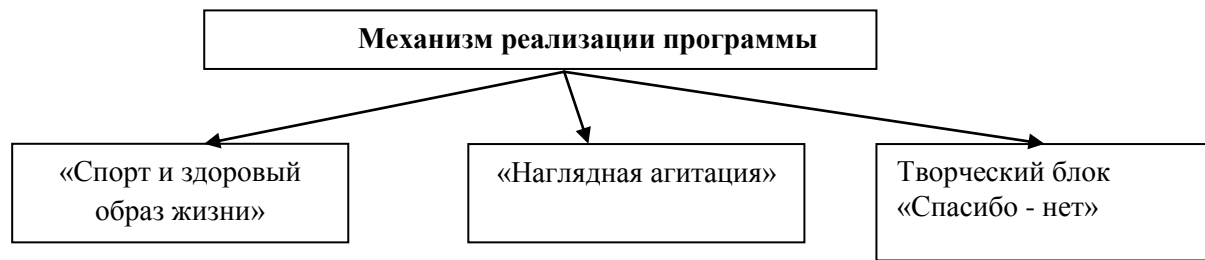 Механизм реализации программы
«Спорт и здоровый
образ жизни»
«Наглядная агитация»
Творческий блок
«Спасибо - нет»